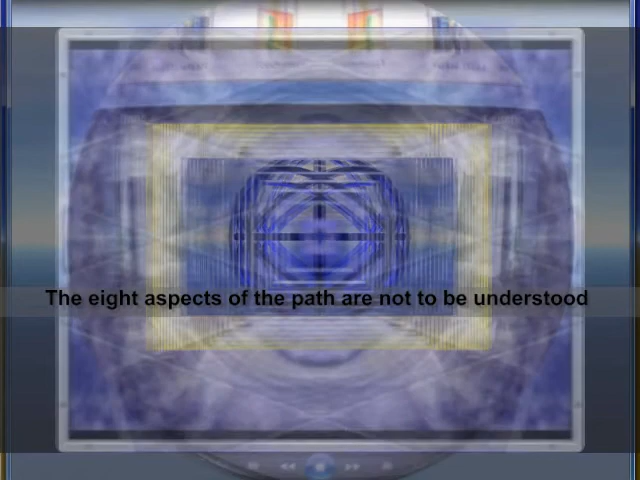 The eight aspects of the path are not to be understood